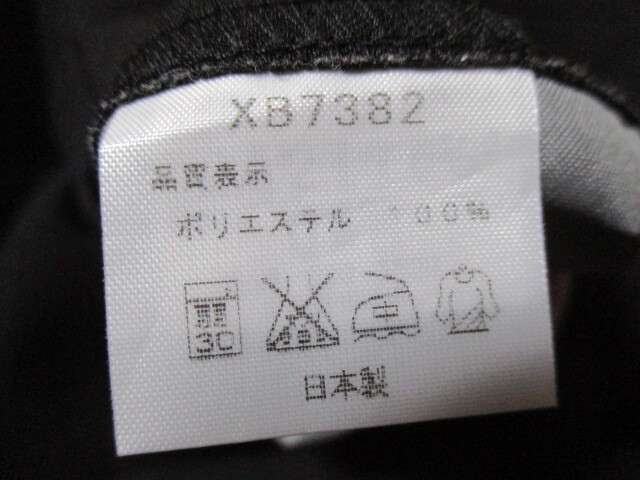 XB7382
品質表示
ポリエステル 100%
弱 30 中
日本製